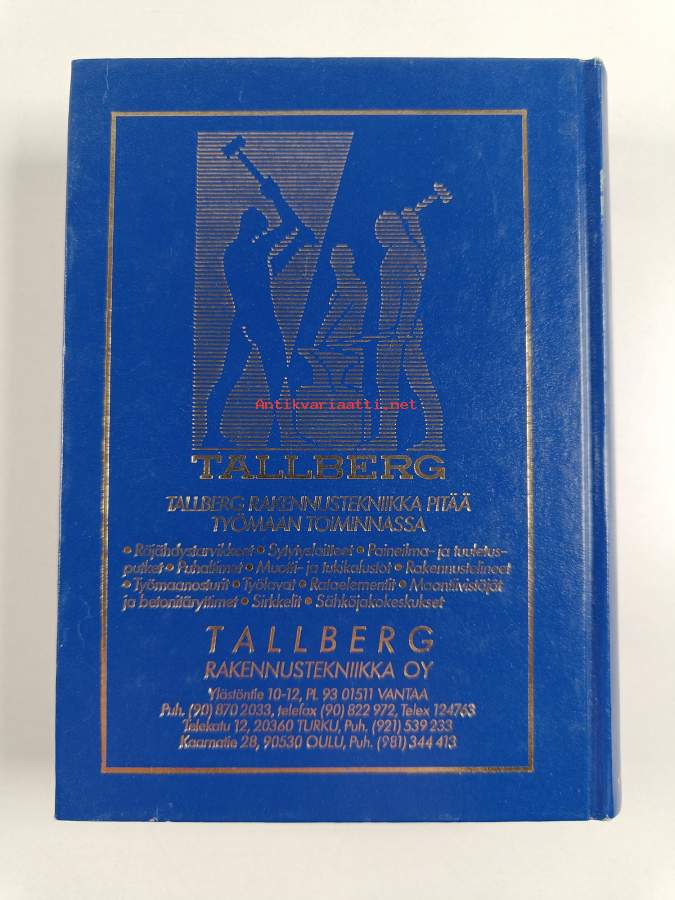 Antikvariaatti.net
TALLBERG
TALLBERG RAKENNUSTEKNIIKKA PITÄÄ
TYÖMAAN TOIMINNASSA
• Räjähdystarvikkeet • Sytytyslaitteet • Paineilma- ja tuuletus-
putket • Puhaltimet • Muotti- ja tukikalustot • Rakennustelineet
• Työmaanosturit • Työlavat • Rataelementit • Maantiivistäjät
ja betonitäryttimet • Sirkkelit • Sähköjakokeskukset
TALLBERG
RAKENNUSTEKNIIKKA OY
Ylästöntie 10-12, PL 93 01511 VANTAA
Puh. (90) 870 2033, telefax (90) 822 972, Telex 124763
Telekatu 12, 20360 TURKU, Puh. (921) 539 233
Kaarnatie 28, 90530 OULU, Puh. (981) 344 413